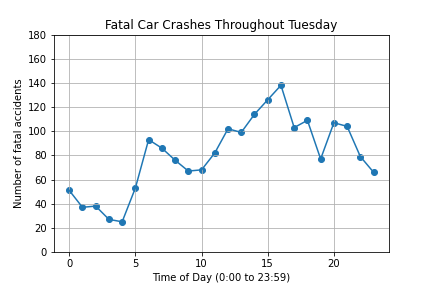 Fatal Car Crashes Throughout Tuesday
180
160
140
120
100
80
60
40
20
0
Number of fatal accidents
0 5 10 15 20
Time of Day (0:00 to 23:59)